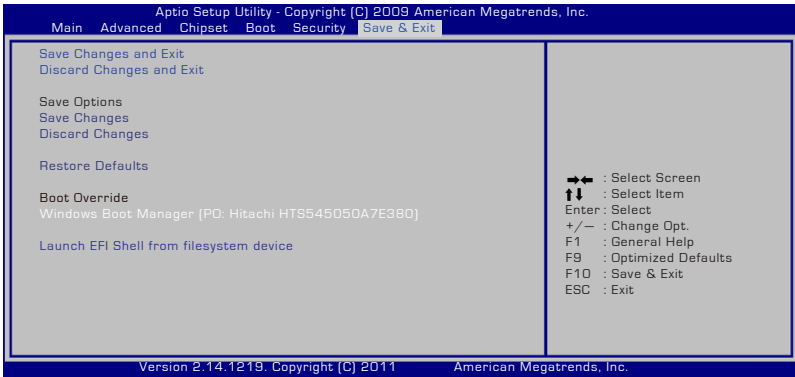 Aptio Setup Utility - Copyright (C) 2009 American Megatrends, Inc.
Main Advanced Chipset Boot Security Save & Exit
Save Changes and Exit
Discard Changes and Exit
Save Options
Save Changes
Discard Changes
Restore Defaults
Boot Override
Windows Boot Manager (PO: Hitachi HTS545050A7E380)
Launch EFI Shell from filesystem device
→← : Select Screen
↑↓ : Select Item
Enter : Select
+/— : Change Opt.
F1 : General Help
F9 : Optimized Defaults
F10 : Save & Exit
ESC : Exit
Version 2.14.1219. Copyright (C) 2011 American Megatrends, Inc.